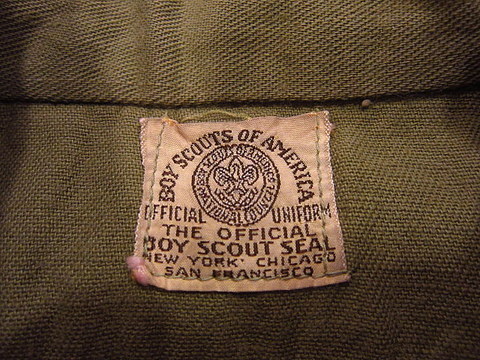 BOY SCOUTS OF AMERICA
OFFICIAL UNIFORM
THE OFFICIAL
BOY SCOUT SEAL
NEW YORK · CHICAGO
SAN FRANCISCO